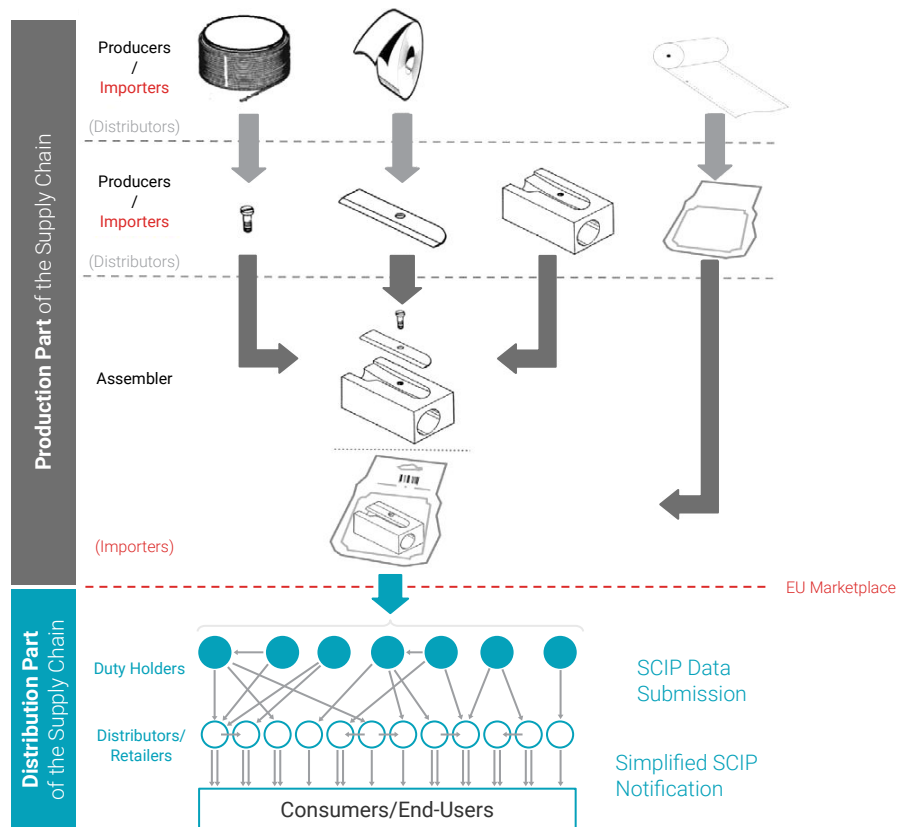 Production Part of the Supply Chain
Producers
/
Importers
(Distributors)
Producers
/
Importers
(Distributors)
Assembler
(Importers)
EU Marketplace
Distribution Part
of the Supply Chain
Duty Holders
SCIP Data
Submission
Distributors/
Retailers
Simplified SCIP
Notification
Consumers/End-Users